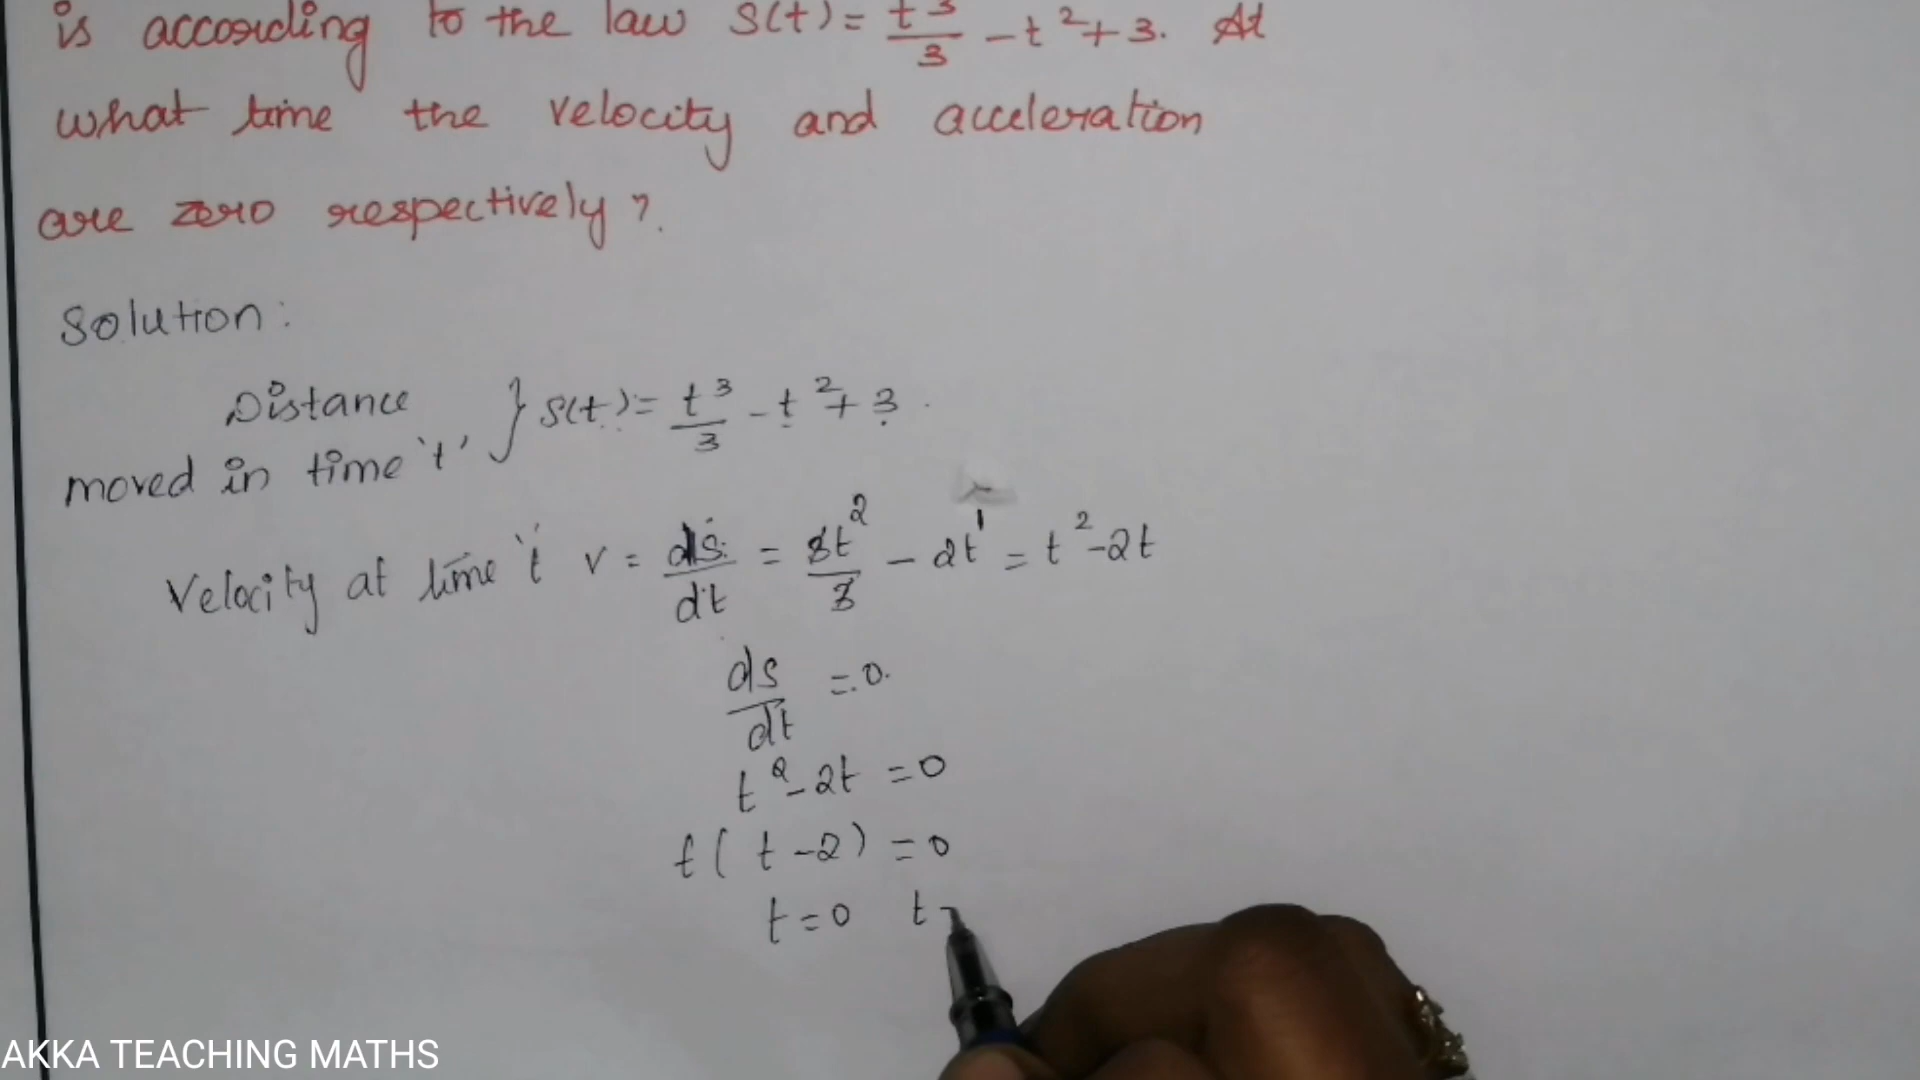 is according to the law S(t) = t³/3 - t² + 3. At
what time the velocity and acceleration
are zero respectively?
Solution:
Distance
moved in time 't' } S(t) = t³/3 - t² + 3.
Velocity at time 't V = ds/dt = 3t²/3 - 2t¹ = t² - 2t
ds/dt = 0.
t² - 2t = 0
t(t - 2) = 0
t = 0 t -
AKKA TEACHING MATHS